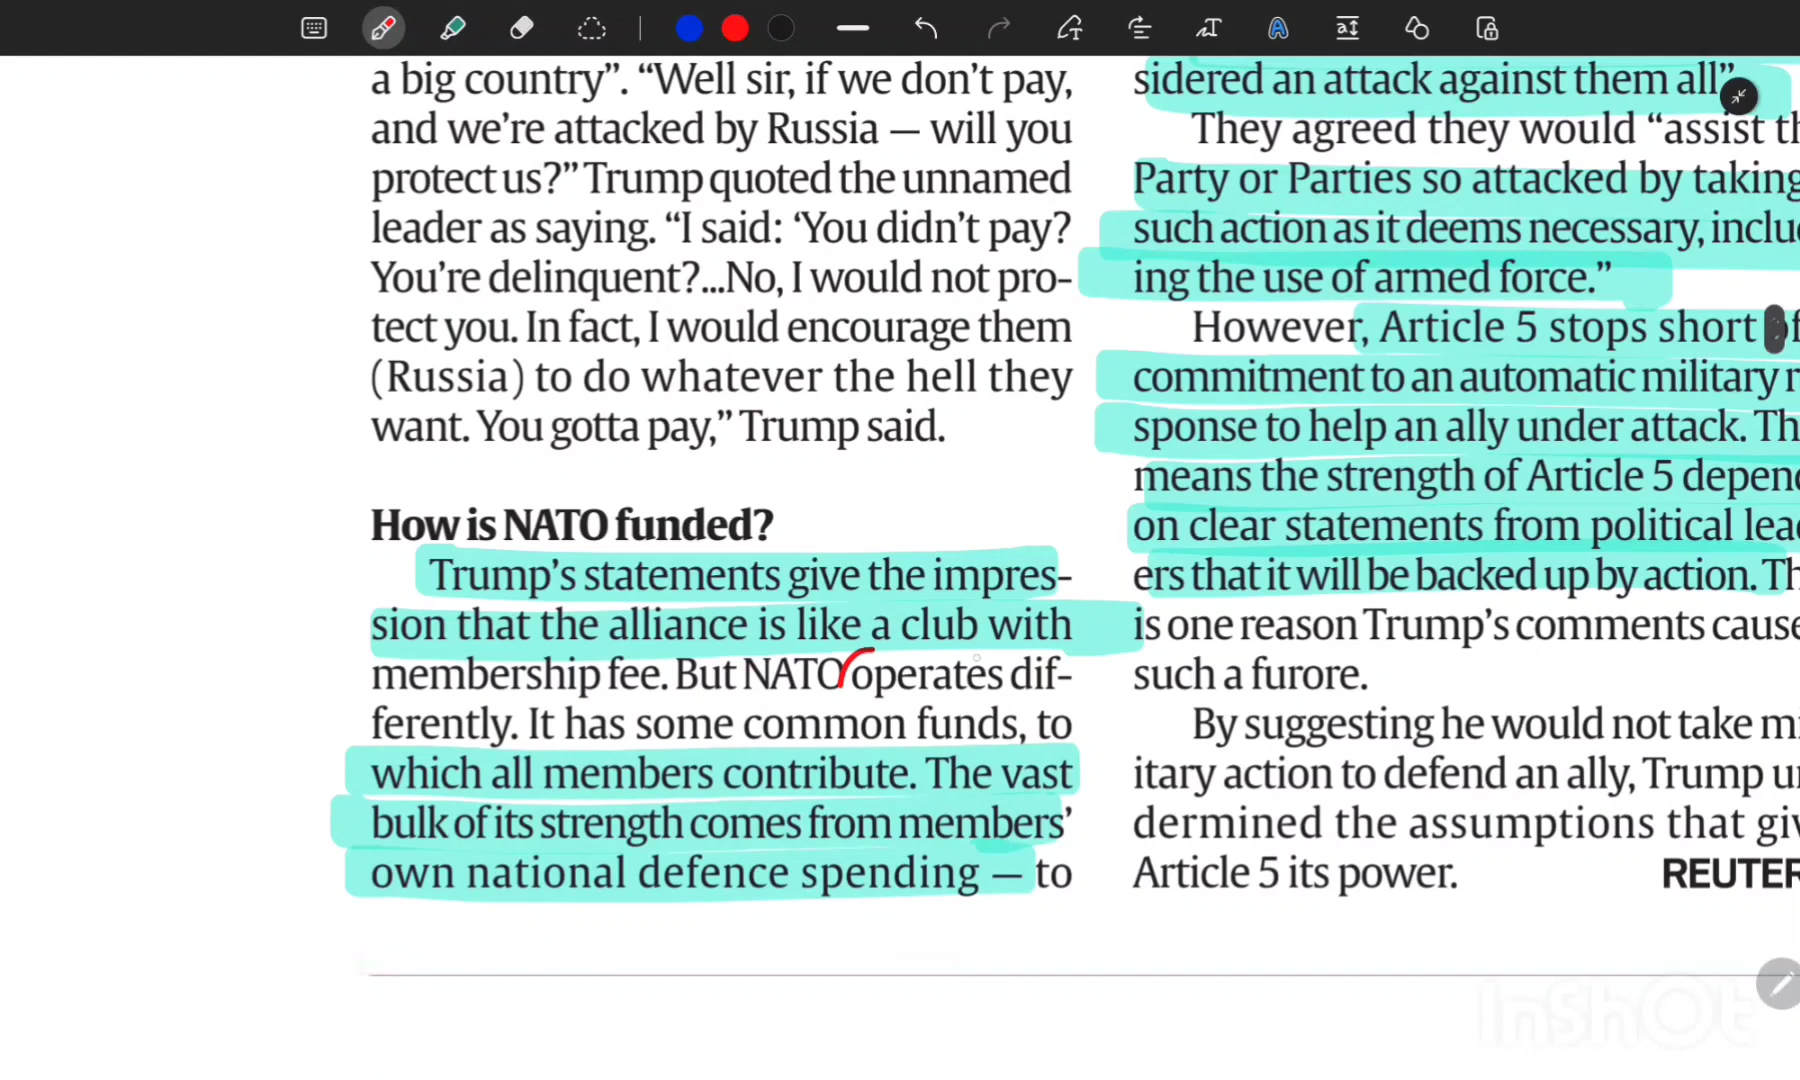 a big country”. “Well sir, if we don’t pay,
and we’re attacked by Russia — will you
protect us?” Trump quoted the unnamed
leader as saying. “I said: ‘You didn’t pay?
You’re delinquent?...No, I would not pro-
tect you. In fact, I would encourage them
(Russia) to do whatever the hell they
want. You gotta pay,” Trump said.
How is NATO funded?
Trump’s statements give the impres-
sion that the alliance is like a club with
membership fee. But NATO operates dif-
ferently. It has some common funds, to
which all members contribute. The vast
bulk of its strength comes from members’
own national defence spending — to
sidered an attack against them all”
They agreed they would “assist th
Party or Parties so attacked by taking
such action as it deems necessary, includ
ing the use of armed force.”
However, Article 5 stops short of
commitment to an automatic military r
sponse to help an ally under attack. Th
means the strength of Article 5 depend
on clear statements from political lead
ers that it will be backed up by action. Th
is one reason Trump’s comments cause
such a furore.
By suggesting he would not take mi
itary action to defend an ally, Trump un
dermined the assumptions that giv
Article 5 its power.
REUTER
InShOt